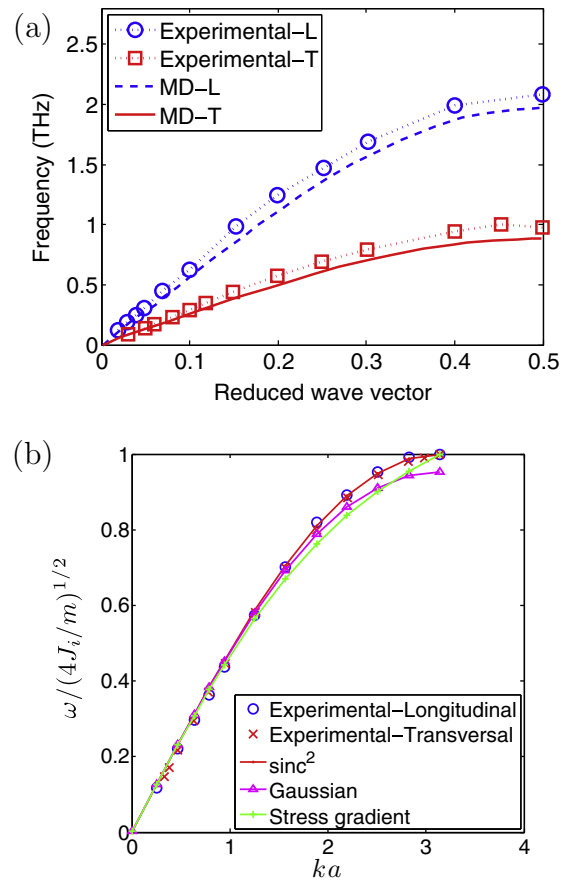 (a)
Frequency (THz)
2.5
2
1.5
1
0.5
0
Experimental–L
Experimental–T
MD–L
MD–T
0 0.1 0.2 0.3 0.4 0.5
Reduced wave vector
(b)
ω/(4J_i/m)^{1/2}
1
0.8
0.6
0.4
0.2
0
Experimental–Longitudinal
Experimental–Transversal
sinc²
Gaussian
Stress gradient
0 1 2 3 4
ka